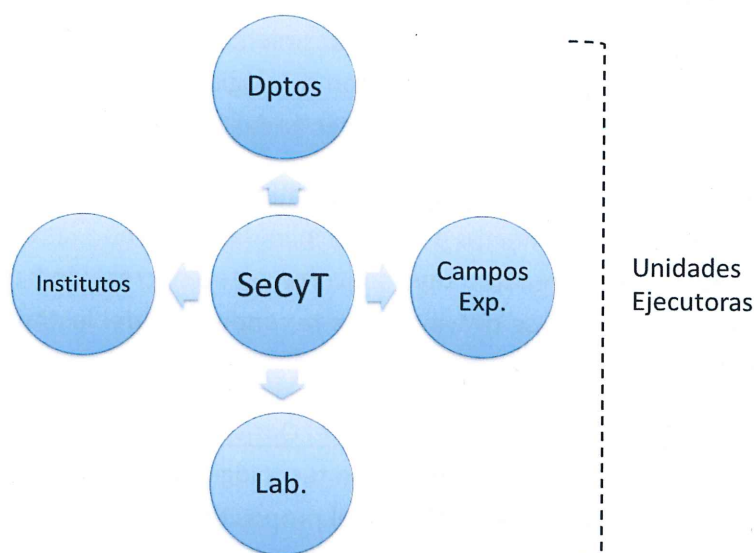 Dptos
Institutos
SeCyT
Campos
Exp.
Unidades
Ejecutoras
Lab.